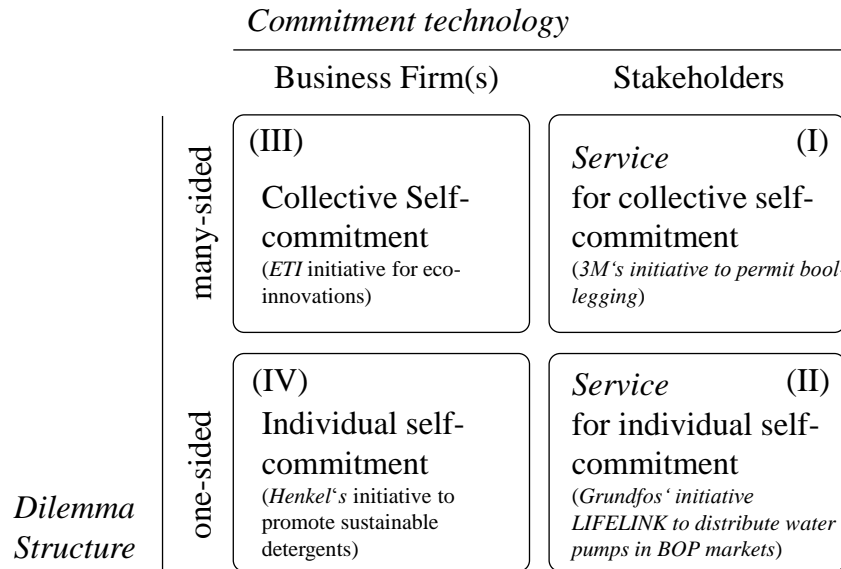 Commitment technology
Business Firm(s)
Stakeholders
many-sided
(III)
Collective Self-
commitment
(ETI initiative for eco-
innovations)
(I)
Service
for collective self-
commitment
(3M‘s initiative to permit boot-
legging)
one-sided
(IV)
Individual self-
commitment
(Henkel‘s initiative to
promote sustainable
detergents)
(II)
Service
for individual self-
commitment
(Grundfos‘ initiative
LIFELINK to distribute water
pumps in BOP markets)
Dilemma
Structure